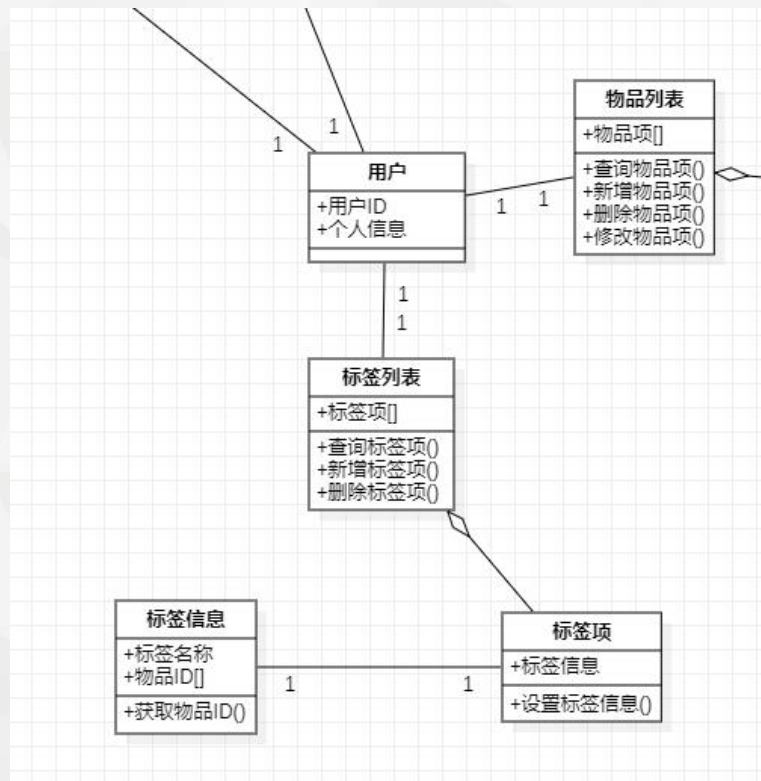 1
1
用户
+用户ID
+个人信息
1
1
物品列表
+物品项[]
+查询物品项()
+新增物品项()
+删除物品项()
+修改物品项()
1
1
标签列表
+标签项[]
+查询标签项()
+新增标签项()
+删除标签项()
标签信息
+标签名称
+物品ID[]
+获取物品ID()
1
1
标签项
+标签信息
+设置标签信息()